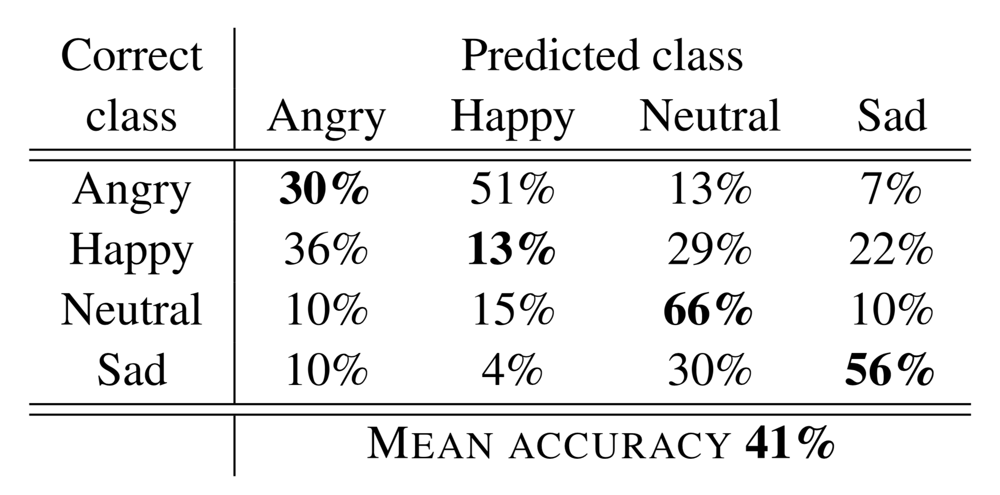 Correct Predicted class
class Angry Happy Neutral Sad
Angry 30% 51% 13% 7%
Happy 36% 13% 29% 22%
Neutral 10% 15% 66% 10%
Sad 10% 4% 30% 56%
MEAN ACCURACY 41%